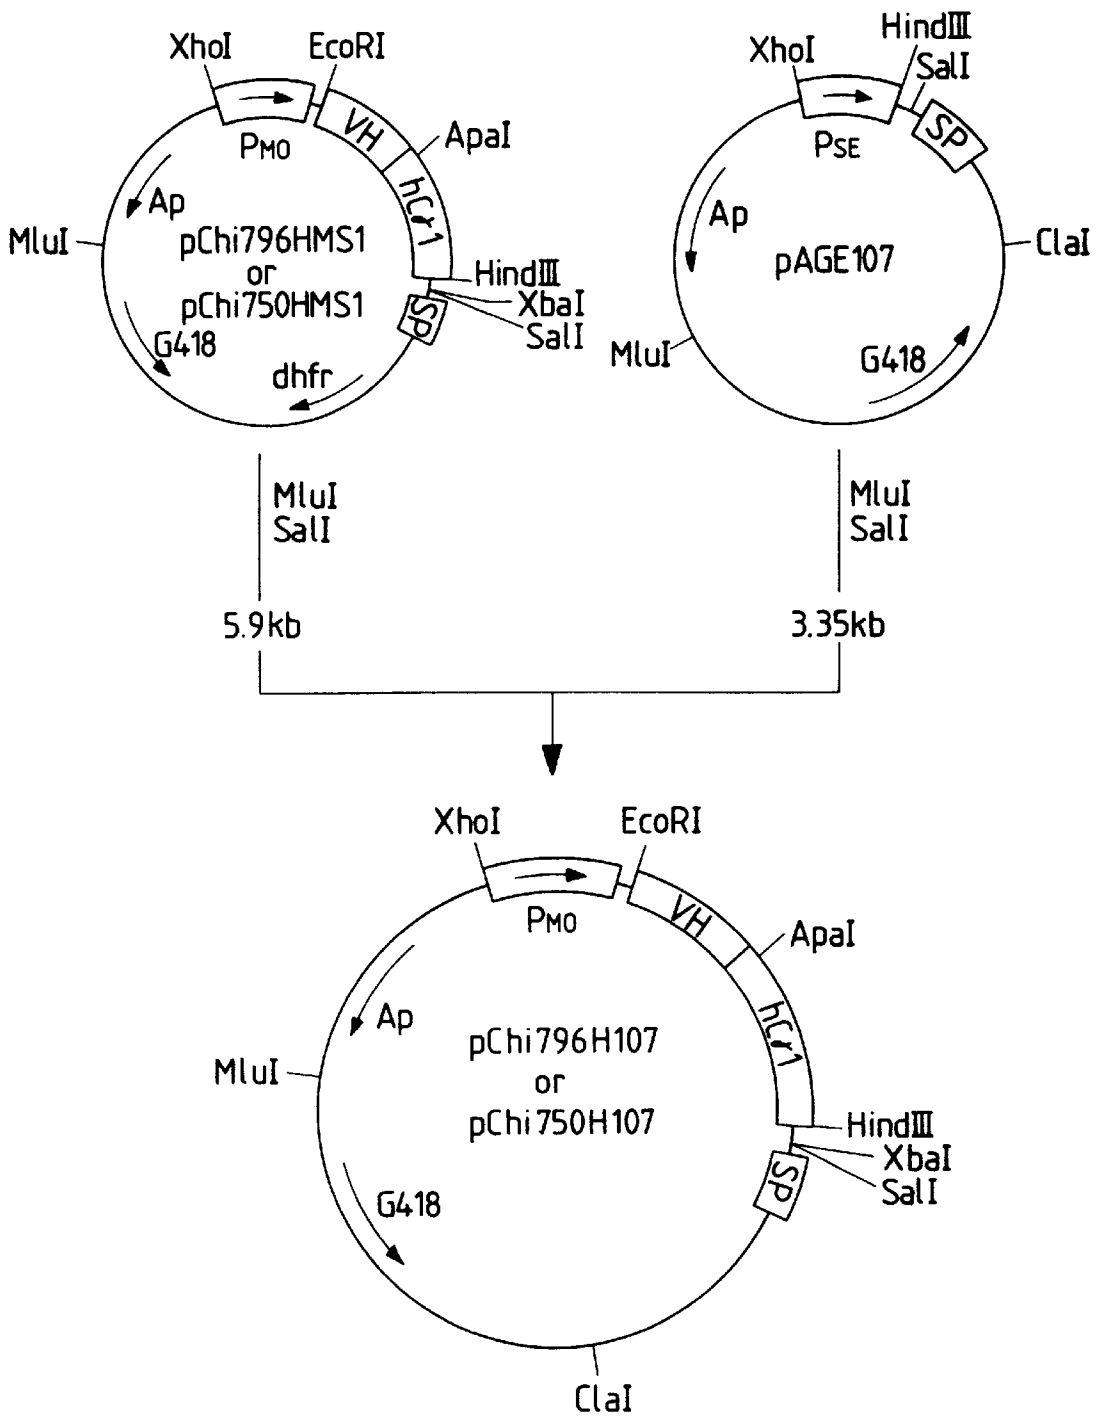 XhoI
EcoRI
VH
ApaI
hCγ1
PMO
Ap
MluI
pChi796HMS1
or
pChi750HMS1
HindIII
XbaI
SalI
SP
G418
dhfr
MluI
SalI
5.9kb
XhoI
HindIII
SalI
SP
PSE
Ap
pAGE107
ClaI
MluI
G418
MluI
SalI
3.35kb
XhoI
EcoRI
VH
PMO
ApaI
hCγ1
Ap
MluI
pChi796H107
or
pChi750H107
HindIII
XbaI
SalI
SP
G418
ClaI